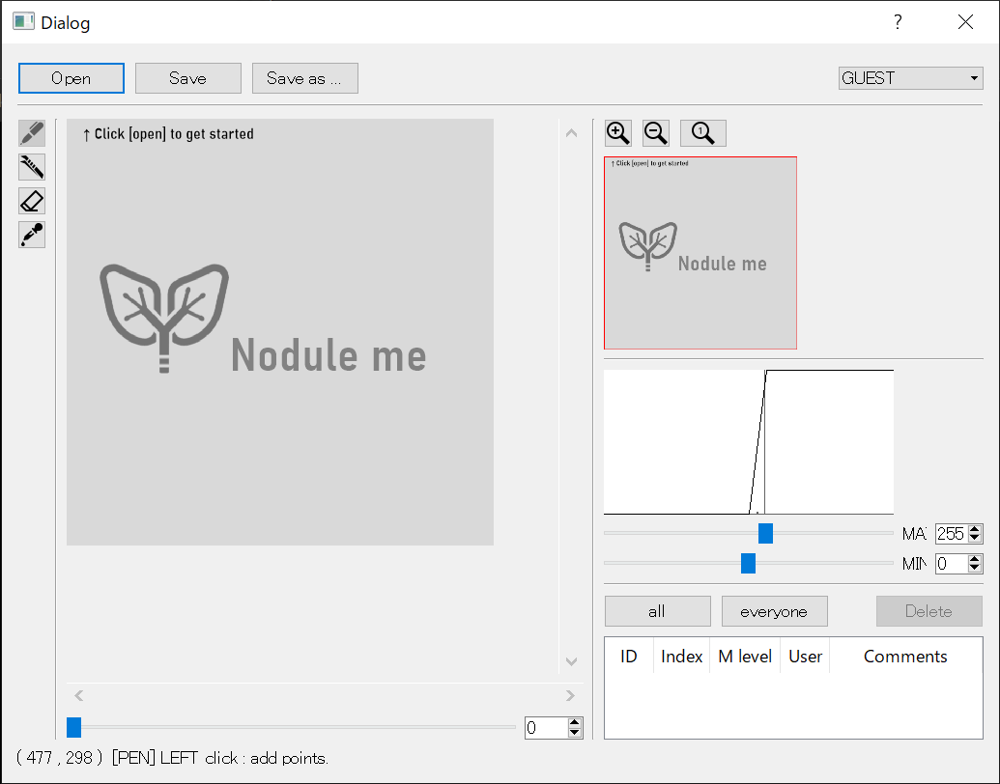 Dialog
?
Open
Save
Save as ...
GUEST
↑ Click [open] to get started
Nodule me
1
↑ Click [open] to get started
Nodule me
MA
255
MIN
0
all
everyone
Delete
ID
Index
M level
User
Comments
0
( 477 , 298 ) [PEN] LEFT click : add points.